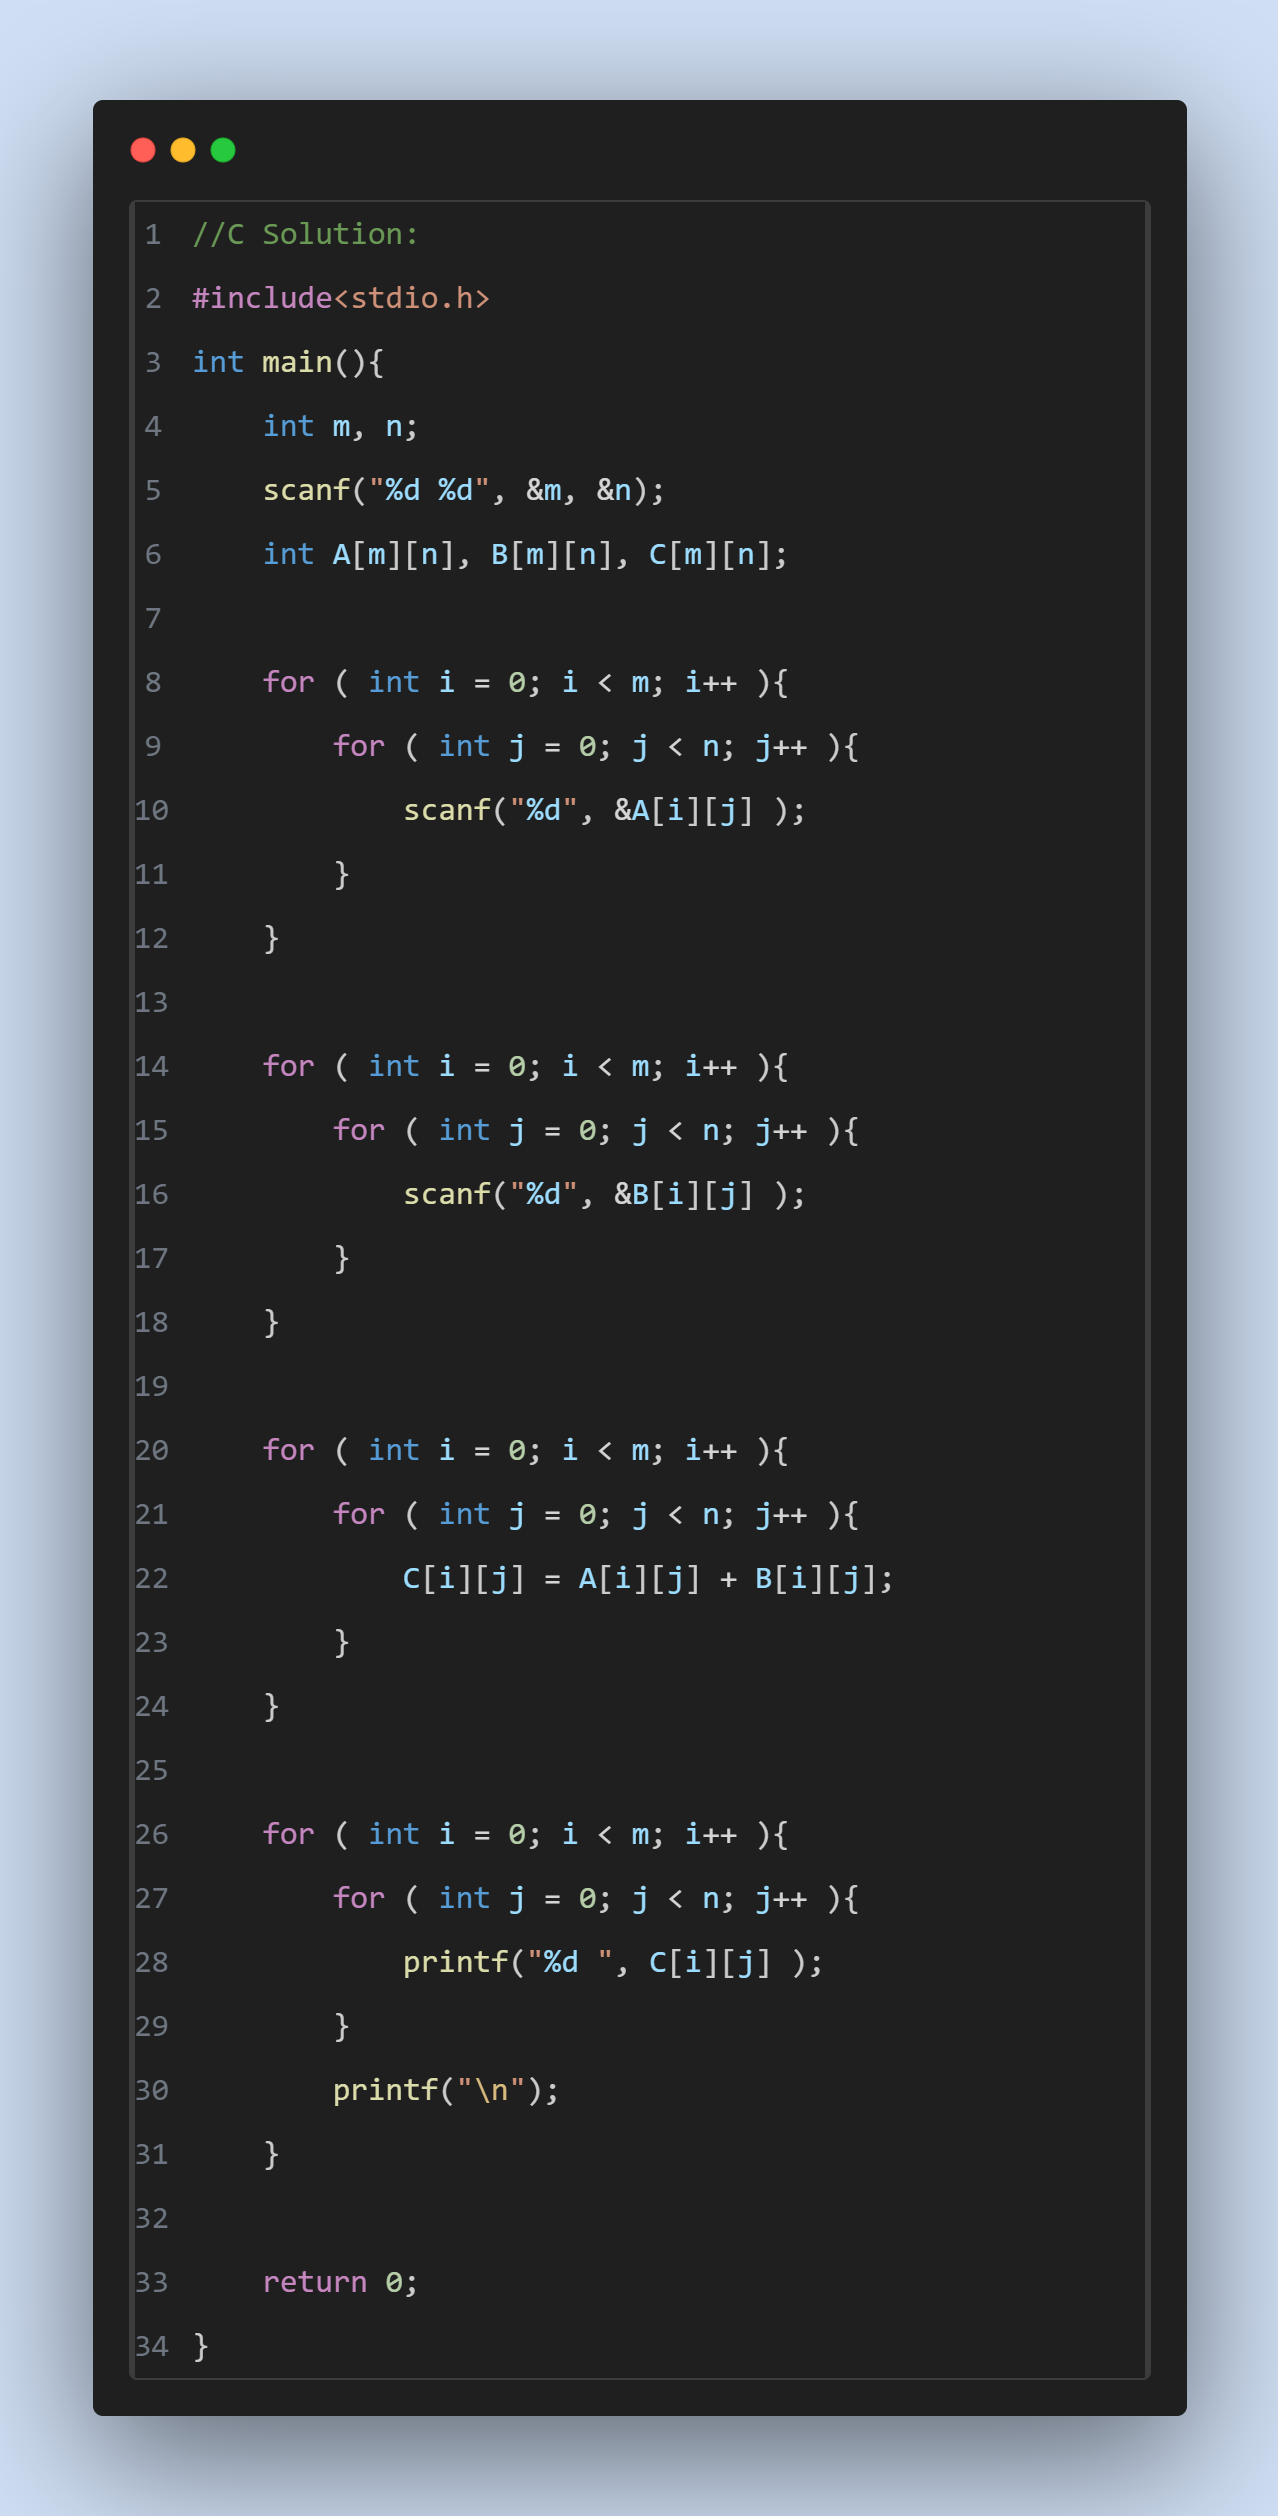 1 //C Solution:
2 #include<stdio.h>
3 int main(){
4     int m, n;
5     scanf("%d %d", &m, &n);
6     int A[m][n], B[m][n], C[m][n];
7
8     for ( int i = 0; i < m; i++ ){
9         for ( int j = 0; j < n; j++ ){
10             scanf("%d", &A[i][j] );
11         }
12     }
13
14     for ( int i = 0; i < m; i++ ){
15         for ( int j = 0; j < n; j++ ){
16             scanf("%d", &B[i][j] );
17         }
18     }
19
20     for ( int i = 0; i < m; i++ ){
21         for ( int j = 0; j < n; j++ ){
22             C[i][j] = A[i][j] + B[i][j];
23         }
24     }
25
26     for ( int i = 0; i < m; i++ ){
27         for ( int j = 0; j < n; j++ ){
28             printf("%d ", C[i][j] );
29         }
30         printf("\n");
31     }
32
33     return 0;
34 }